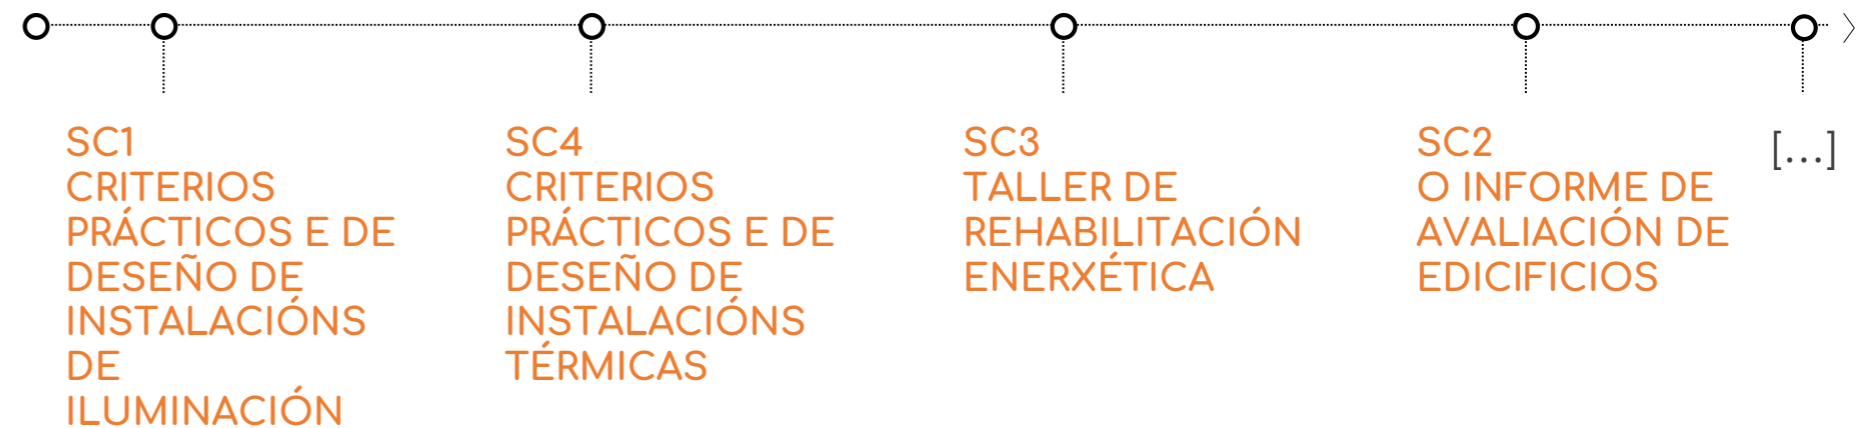 SC1
CRITERIOS
PRÁCTICOS E DE
DESEÑO DE
INSTALACIÓNS
DE
ILUMINACIÓN
SC4
CRITERIOS
PRÁCTICOS E DE
DESEÑO DE
INSTALACIÓNS
TÉRMICAS
SC3
TALLER DE
REHABILITACIÓN
ENERXÉTICA
SC2
O INFORME DE
AVALIACIÓN DE
EDICIFICIOS
[...]